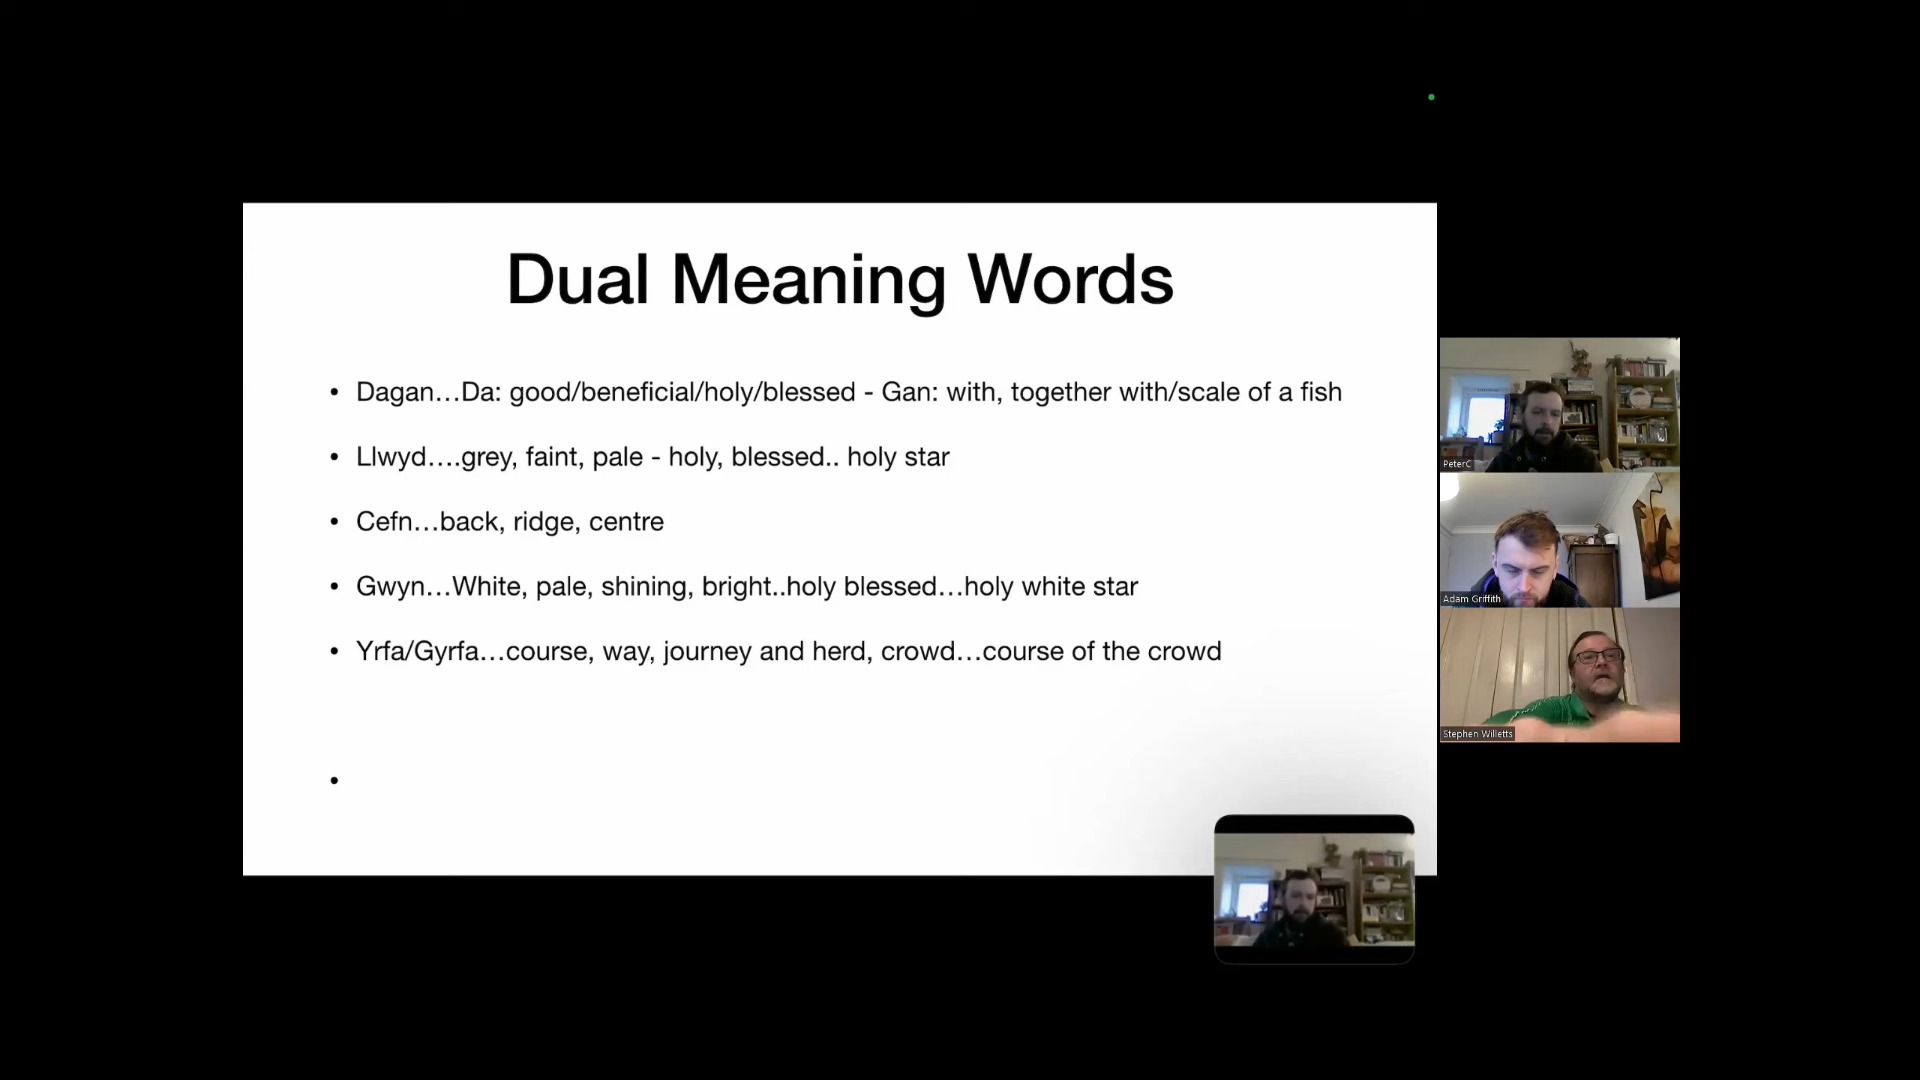 Dual Meaning Words
• Dagan…Da: good/beneficial/holy/blessed - Gan: with, together with/scale of a fish
• Llwyd….grey, faint, pale - holy, blessed.. holy star
• Cefn…back, ridge, centre
• Gwyn…White, pale, shining, bright..holy blessed…holy white star
• Yrfa/Gyrfa…course, way, journey and herd, crowd…course of the crowd
•
PeterC
Adam Griffith
Stephen Willetts